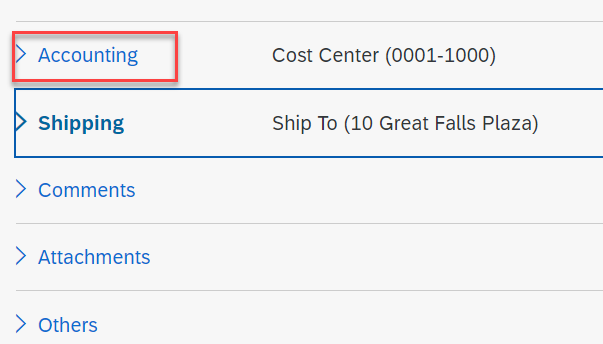 Accounting Cost Center (0001-1000)
Shipping Ship To (10 Great Falls Plaza)
Comments
Attachments
Others